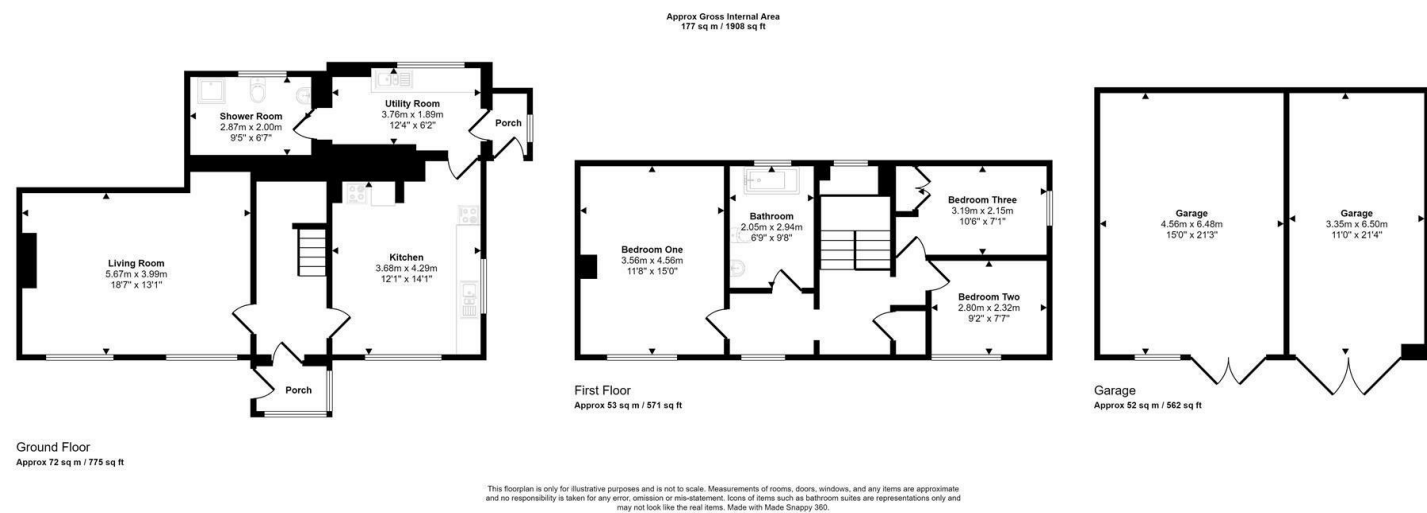 Approx Gross Internal Area
177 sq m / 1908 sq ft
Shower Room
2.87m x 2.00m
9'5" x 6'7"
Utility Room
3.76m x 1.89m
12'4" x 6'2"
Porch
Living Room
5.67m x 3.99m
18'7" x 13'1"
Kitchen
3.68m x 4.29m
12'1" x 14'1"
Porch
Ground Floor
Approx 72 sq m / 775 sq ft
Bedroom One
3.56m x 4.56m
11'8" x 15'0"
Bathroom
2.05m x 2.94m
6'9" x 9'8"
Bedroom Three
3.19m x 2.15m
10'6" x 7'1"
Bedroom Two
2.80m x 2.32m
9'2" x 7'7"
First Floor
Approx 53 sq m / 571 sq ft
Garage
4.56m x 6.48m
15'0" x 21'3"
Garage
3.35m x 6.50m
11'0" x 21'4"
Garage
Approx 52 sq m / 562 sq ft
This floorplan is only for illustrative purposes and is not to scale. Measurements of rooms, doors, windows, and any items are approximate
and no responsibility is taken for any error, omission or mis-statement. Icons of items such as bathroom suites are representations only and
may not look like the real items. Made with Made Snappy 360.